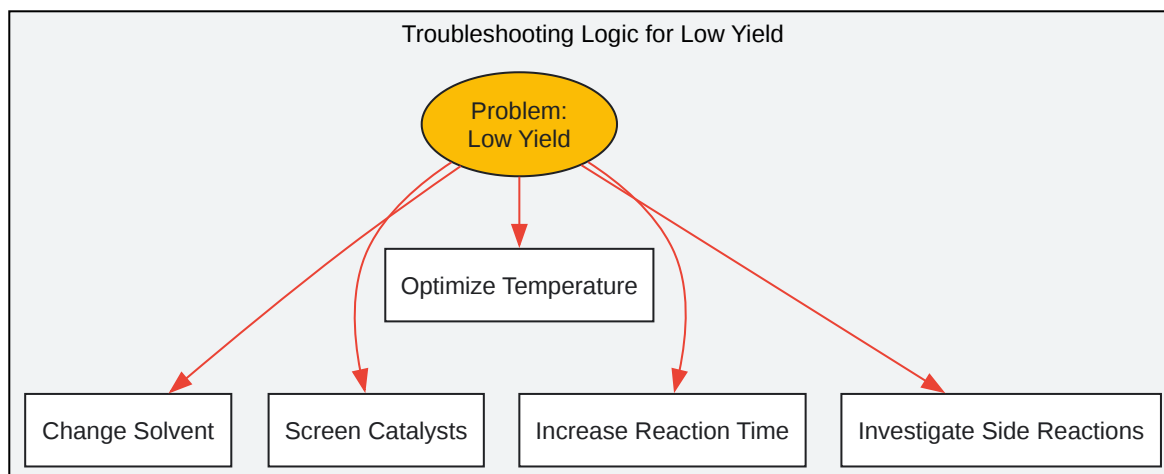 Troubleshooting Logic for Low Yield
Problem:
Low Yield
Optimize Temperature
Change Solvent
Screen Catalysts
Increase Reaction Time
Investigate Side Reactions